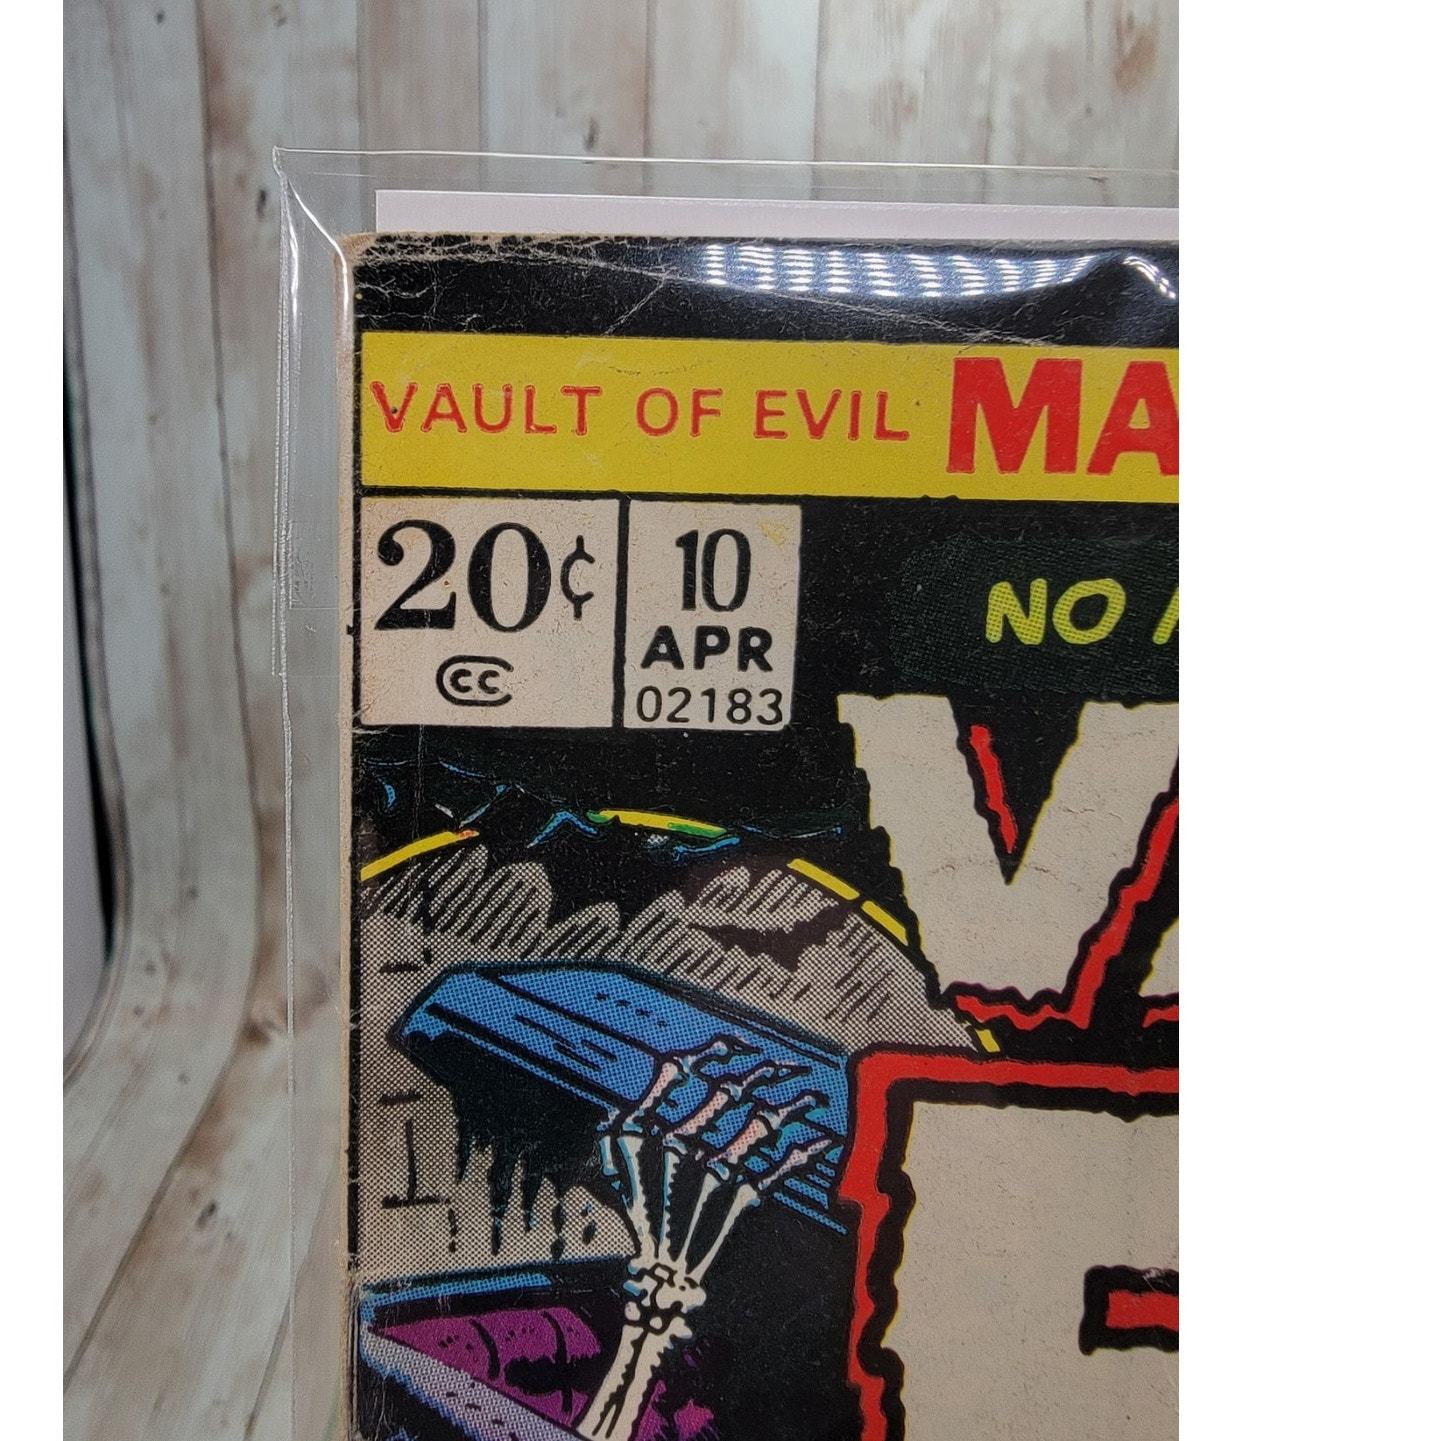 VAULT OF EVIL MA
20¢
CC
10
APR
02183
NO
V